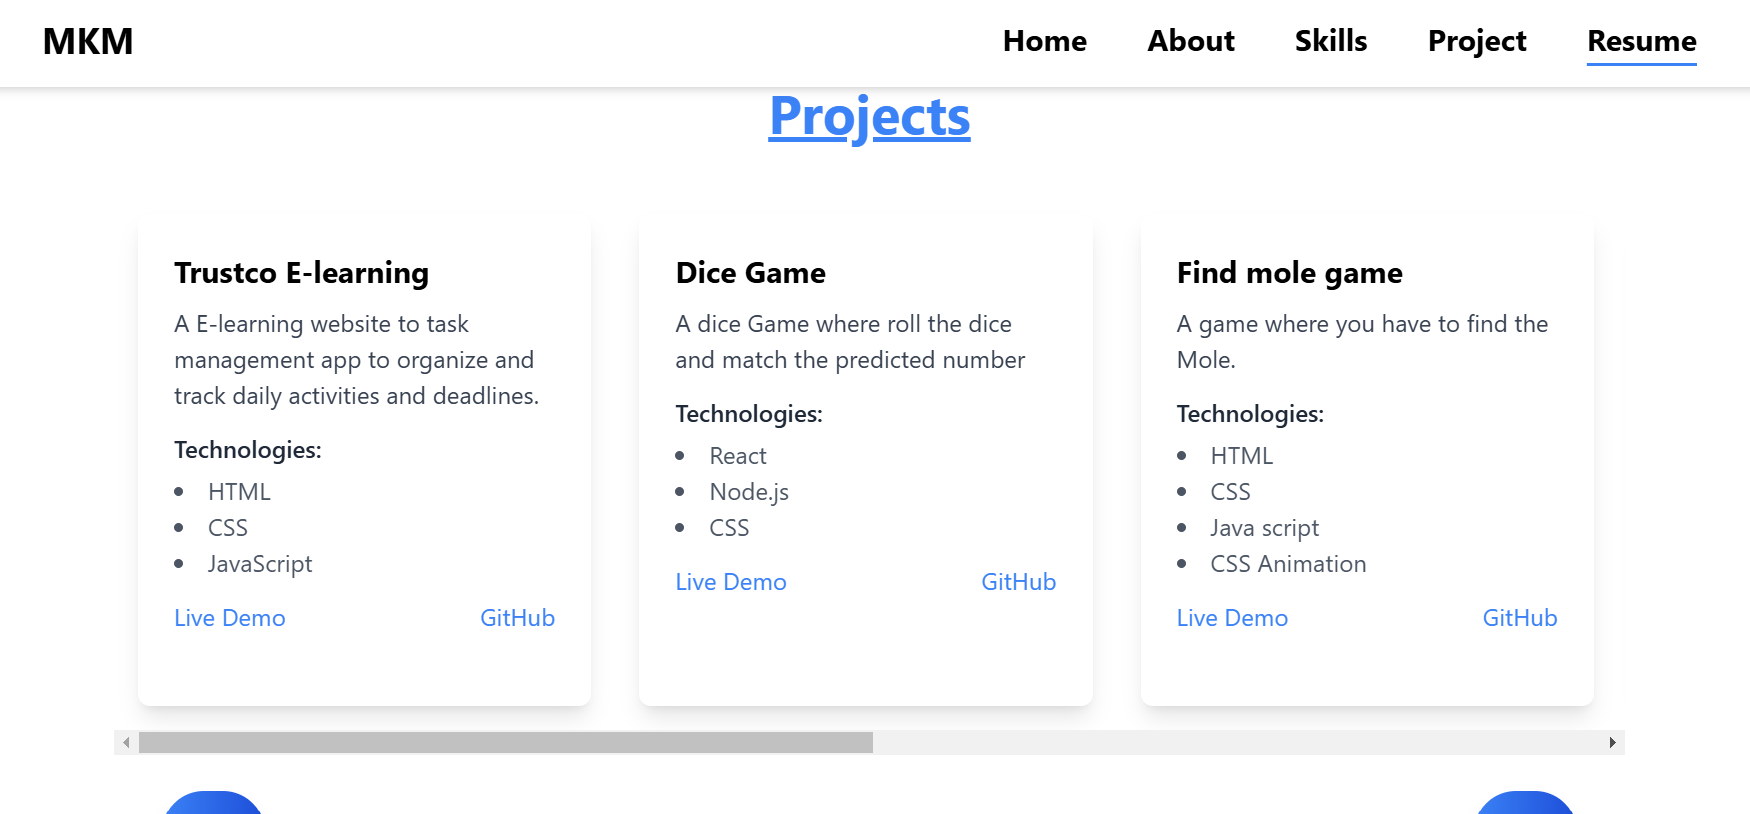 MKM
Home About Skills Project Resume
Projects
Trustco E-learning
A E-learning website to task
management app to organize and
track daily activities and deadlines.
Technologies:
HTML
CSS
JavaScript
Live Demo GitHub
Dice Game
A dice Game where roll the dice
and match the predicted number
Technologies:
React
Node.js
CSS
Live Demo GitHub
Find mole game
A game where you have to find the
Mole.
Technologies:
HTML
CSS
Java script
CSS Animation
Live Demo GitHub